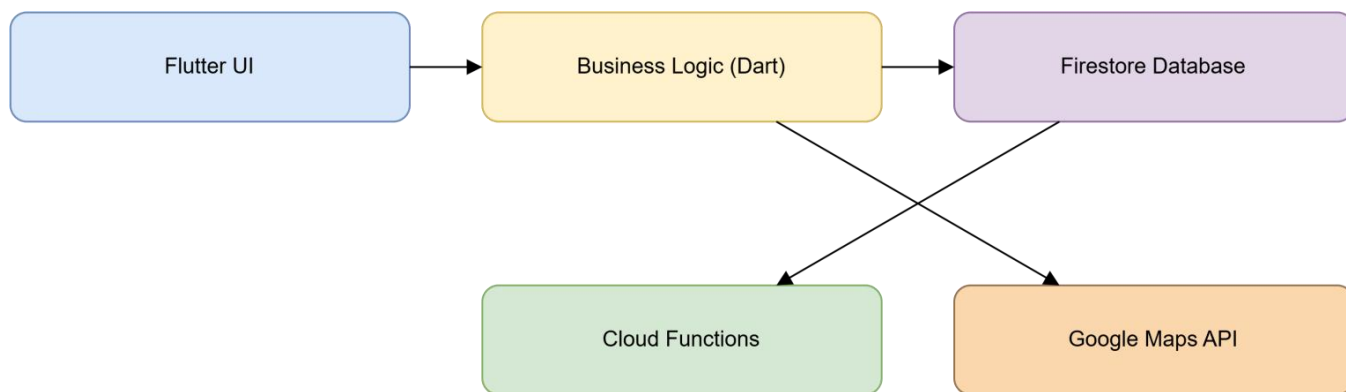 Flutter UI
Business Logic (Dart)
Firestore Database
Cloud Functions
Google Maps API